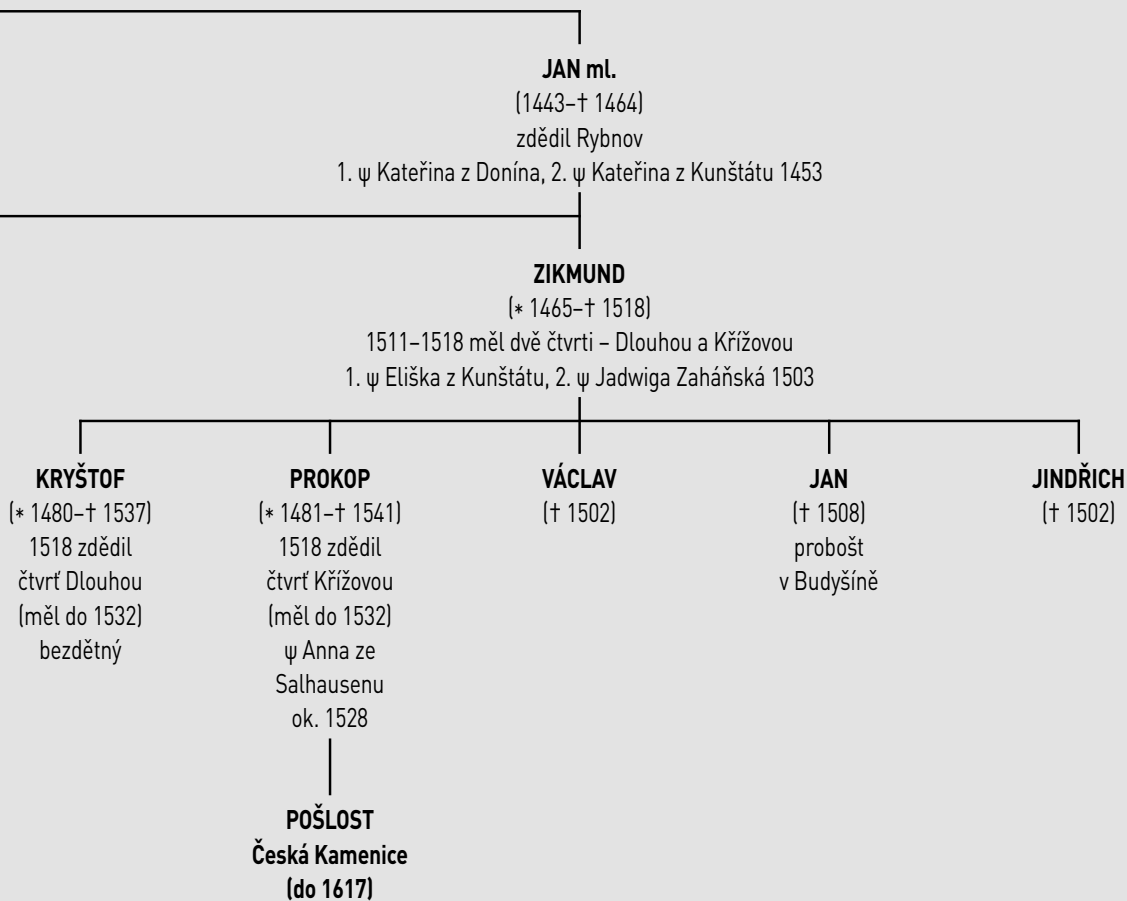 JAN ml.
(1443–† 1464)
zdědil Rybnov
1. ψ Kateřina z Donína, 2. ψ Kateřina z Kunštátu 1453
ZIKMUND
(* 1465–† 1518)
1511–1518 měl dvě čtvrti – Dlouhou a Křížovou
1. ψ Eliška z Kunštátu, 2. ψ Jadwiga Zaháňská 1503
KRYŠTOF
(* 1480–† 1537)
1518 zdědil
čtvrť Dlouhou
(měl do 1532)
bezdětný
PROKOP
(* 1481–† 1541)
1518 zdědil
čtvrť Křížovou
(měl do 1532)
ψ Anna ze
Salhausenu
ok. 1528
VÁCLAV
(† 1502)
JAN
(† 1508)
probošt
v Budyšíně
JINDŘICH
(† 1502)
POŠLOST
Česká Kamenice
(do 1617)